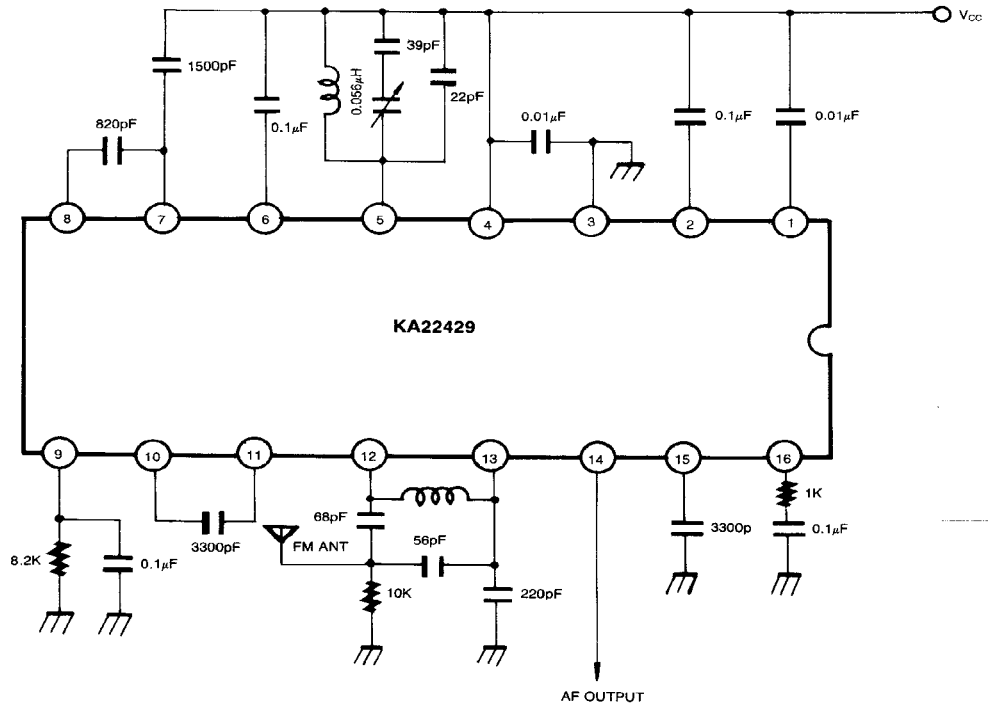 Vcc
39pF
1500pF
0.056μH
22pF
820pF
0.1μF
0.01μF
0.1μF
0.01μF
8
7
6
5
4
3
2
1
KA22429
9
10
11
12
13
14
15
16
1K
68pF
3300pF
FM ANT
56pF
3300p
0.1μF
8.2K
0.1μF
10K
220pF
AF OUTPUT